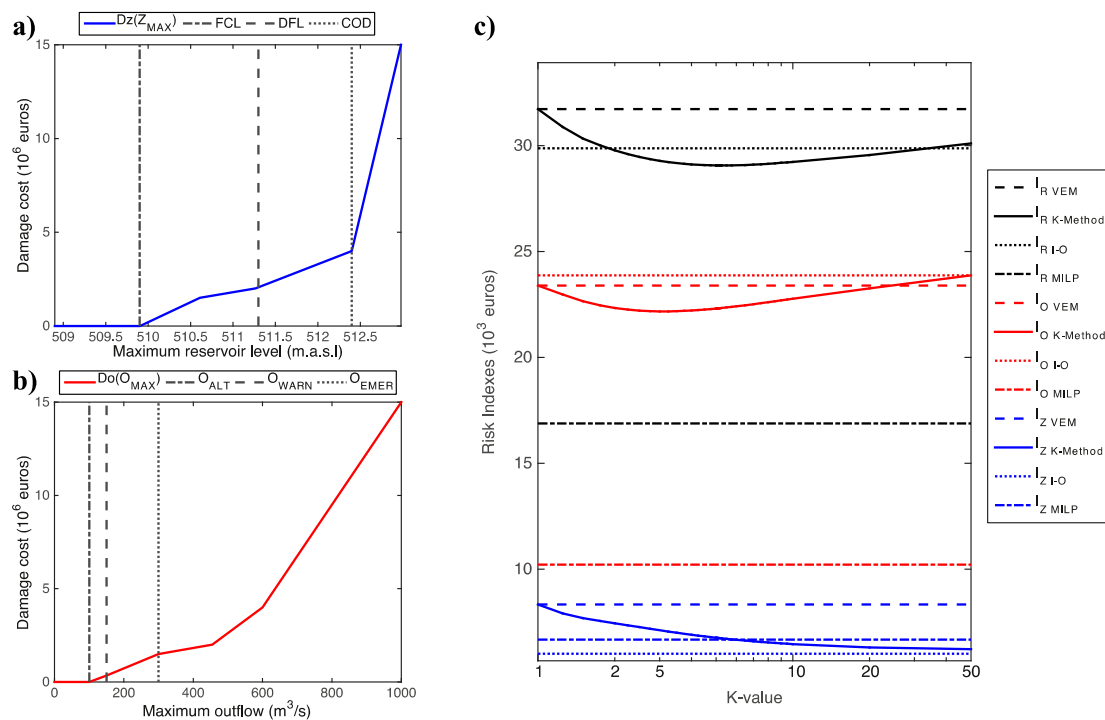 a)
Dz(Z_MAX) FCL DFL COD
15
10
5
0
Damage cost (10^6 euros)
509 509.5 510 510.5 511 511.5 512 512.5
Maximum reservoir level (m.a.s.l)
b)
Do(O_MAX) O_ALT O_WARN O_EMER
15
10
5
0
Damage cost (10^6 euros)
0 200 400 600 800 1000
Maximum outflow (m^3/s)
c)
30
25
20
15
10
Risk Indexes (10^3 euros)
1 2 5 10 20 50
K-value
I_R VEM
I_R K-Method
I_R I-O
I_R MILP
I_O VEM
I_O K-Method
I_O I-O
I_O MILP
I_Z VEM
I_Z K-Method
I_Z I-O
I_Z MILP